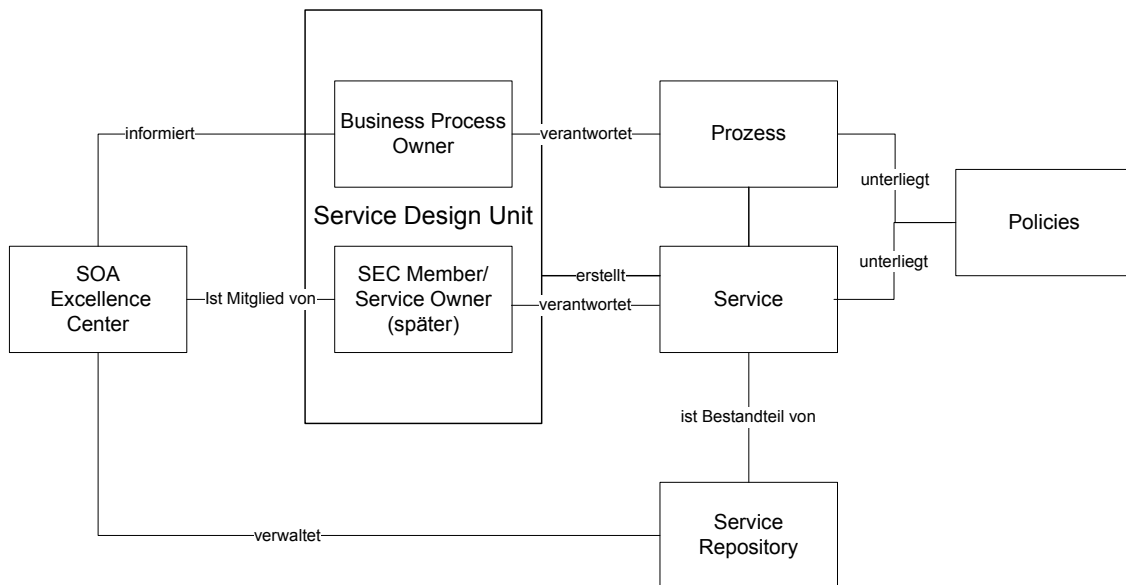 informiert
Business Process
Owner
verantwortet
Prozess
unterliegt
Policies
Service Design Unit
SOA
Excellence
Center
Ist Mitglied von
SEC Member/
Service Owner
(später)
erstellt
verantwortet
Service
unterliegt
ist Bestandteil von
verwaltet
Service
Repository